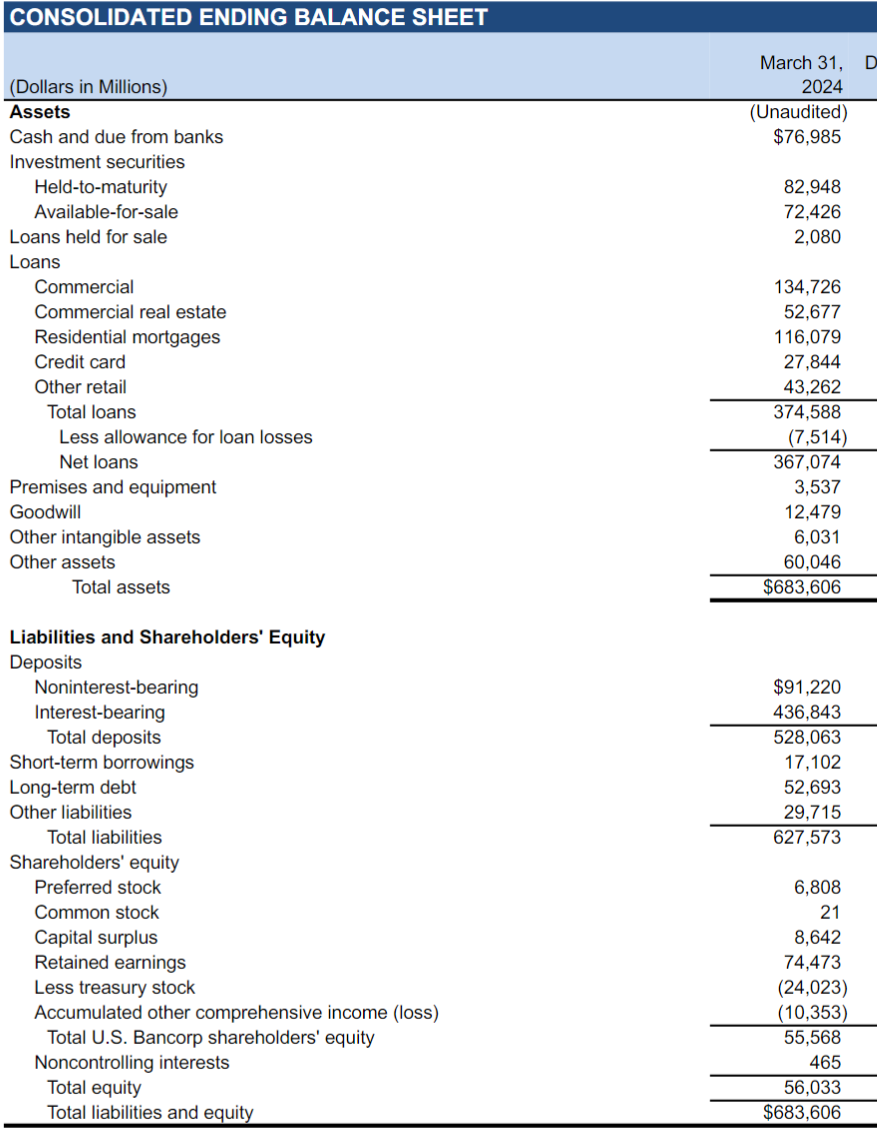 CONSOLIDATED ENDING BALANCE SHEET
March 31, D
(Dollars in Millions) 2024
Assets (Unaudited)
Cash and due from banks $76,985
Investment securities
Held-to-maturity 82,948
Available-for-sale 72,426
Loans held for sale 2,080
Loans
Commercial 134,726
Commercial real estate 52,677
Residential mortgages 116,079
Credit card 27,844
Other retail 43,262
Total loans 374,588
Less allowance for loan losses (7,514)
Net loans 367,074
Premises and equipment 3,537
Goodwill 12,479
Other intangible assets 6,031
Other assets 60,046
Total assets $683,606
Liabilities and Shareholders' Equity
Deposits
Noninterest-bearing $91,220
Interest-bearing 436,843
Total deposits 528,063
Short-term borrowings 17,102
Long-term debt 52,693
Other liabilities 29,715
Total liabilities 627,573
Shareholders' equity
Preferred stock 6,808
Common stock 21
Capital surplus 8,642
Retained earnings 74,473
Less treasury stock (24,023)
Accumulated other comprehensive income (loss) (10,353)
Total U.S. Bancorp shareholders' equity 55,568
Noncontrolling interests 465
Total equity 56,033
Total liabilities and equity $683,606